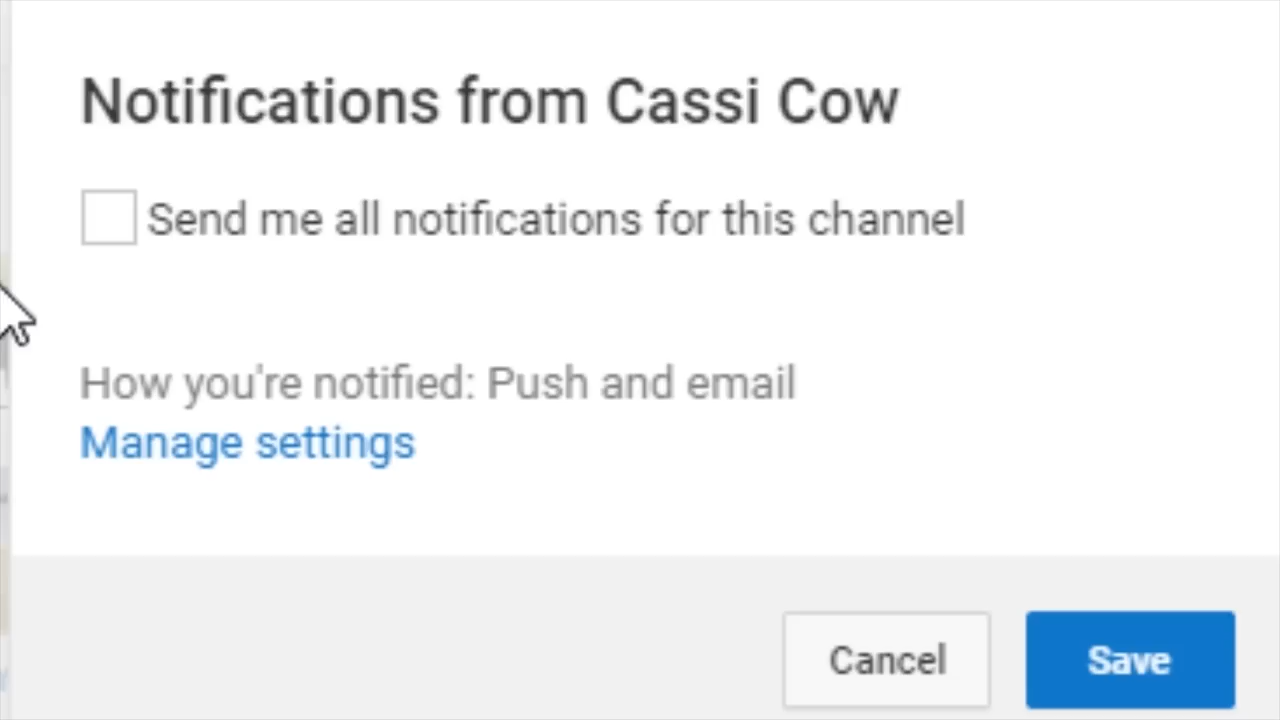 Notifications from Cassi Cow
Send me all notifications for this channel
How you're notified: Push and email
Manage settings
Cancel
Save